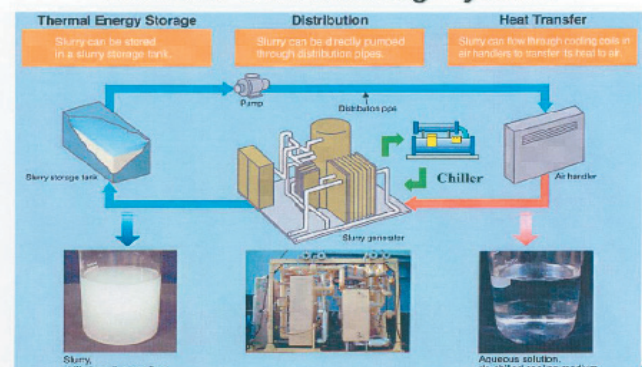 Thermal Energy Storage
Distribution
Heat Transfer
Slurry can be stored
in a slurry storage tank.
Slurry can be directly pumped
through distribution pipes.
Slurry can flow through cooling coils in
air handlers to transfer its heat to air.
Pump
Distribution pipe
Slurry storage tank
Chiller
Air handler
Slurry generator
Slurry,
Aqueous solution,